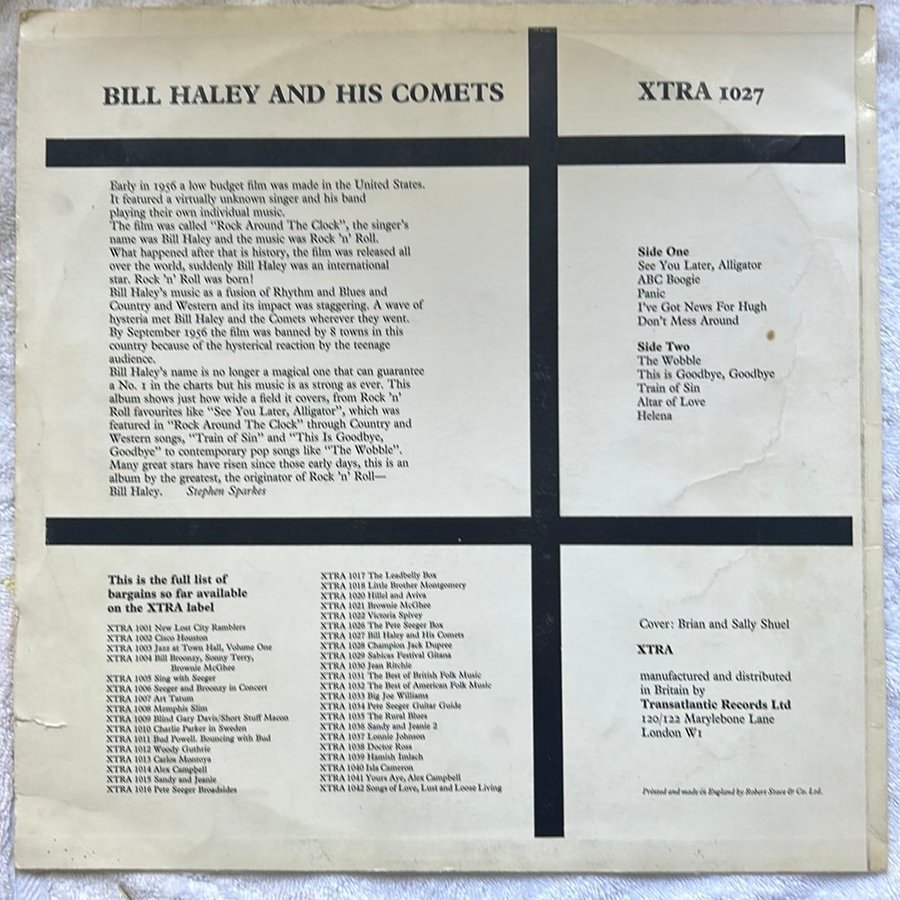 BILL HALEY AND HIS COMETS
XTRA 1027
Early in 1956 a low budget film was made in the United States.
It featured a virtually unknown singer and his band
playing their own individual music.
The film was called "Rock Around The Clock", the singer's
name was Bill Haley and the music was Rock 'n' Roll.
What happened after that is history, the film was released all
over the world, suddenly Bill Haley was an international
star. Rock 'n' Roll was born!
Bill Haley's music as a fusion of Rhythm and Blues and
Country and Western and its impact was staggering. A wave of
hysteria met Bill Haley and the Comets wherever they went.
By September 1956 the film was banned by 8 towns in this
country because of the hysterical reaction by the teenage
audience.
Bill Haley's name is no longer a magical one that can guarantee
a No. 1 in the charts but his music is as strong as ever. This
album shows just how wide a field it covers, from Rock 'n'
Roll favourites like "See You Later, Alligator", which was
featured in "Rock Around The Clock" through Country and
Western songs, "Train of Sin" and "This Is Goodbye,
Goodbye" to contemporary pop songs like "The Wobble".
Many great stars have risen since those early days, this is an
album by the greatest, the originator of Rock 'n' Roll—
Bill Haley. Stephen Sparkes
Side One
See You Later, Alligator
ABC Boogie
Panic
I've Got News For Hugh
Don't Mess Around
Side Two
The Wobble
This is Goodbye, Goodbye
Train of Sin
Altar of Love
Helena
This is the full list of
bargains so far available
on the XTRA label
XTRA 1001 New Lost City Ramblers
XTRA 1002 Cisco Houston
XTRA 1003 Jazz at Town Hall, Volume One
XTRA 1004 Bill Broonzy, Sonny Terry,
Brownie McGhee
XTRA 1005 Sing with Seeger
XTRA 1006 Seeger and Broonzy in Concert
XTRA 1007 Art Tatum
XTRA 1008 Memphis Slim
XTRA 1009 Blind Gary Davis/Short Stuff Macon
XTRA 1010 Charlie Parker in Sweden
XTRA 1011 Bud Powell. Bouncing with Bud
XTRA 1012 Woody Guthrie
XTRA 1013 Carlos Montoya
XTRA 1014 Alex Campbell
XTRA 1015 Sandy and Jeanie
XTRA 1016 Pete Seeger Broadsides
XTRA 1017 The Leadbelly Box
XTRA 1018 Little Brother Montgomery
XTRA 1020 Hillel and Aviva
XTRA 1021 Brownie McGhee
XTRA 1022 Victoria Spivey
XTRA 1026 The Pete Seeger Box
XTRA 1027 Bill Haley and His Comets
XTRA 1028 Champion Jack Dupree
XTRA 1029 Sabicas Festival Gitana
XTRA 1030 Jean Ritchie
XTRA 1031 The Best of British Folk Music
XTRA 1032 The Best of American Folk Music
XTRA 1033 Big Joe Williams
XTRA 1034 Pete Seeger Guitar Guide
XTRA 1035 The Rural Blues
XTRA 1036 Sandy and Jeanie 2
XTRA 1037 Lonnie Johnson
XTRA 1038 Doctor Ross
XTRA 1039 Hamish Imlach
XTRA 1040 Isla Cameron
XTRA 1041 Yours Aye, Alex Campbell
XTRA 1042 Songs of Love, Lust and Loose Living
Cover: Brian and Sally Shuel
XTRA
manufactured and distributed
in Britain by
Transatlantic Records Ltd
120/122 Marylebone Lane
London W1
Printed and made in England by Robert Stace & Co. Ltd.